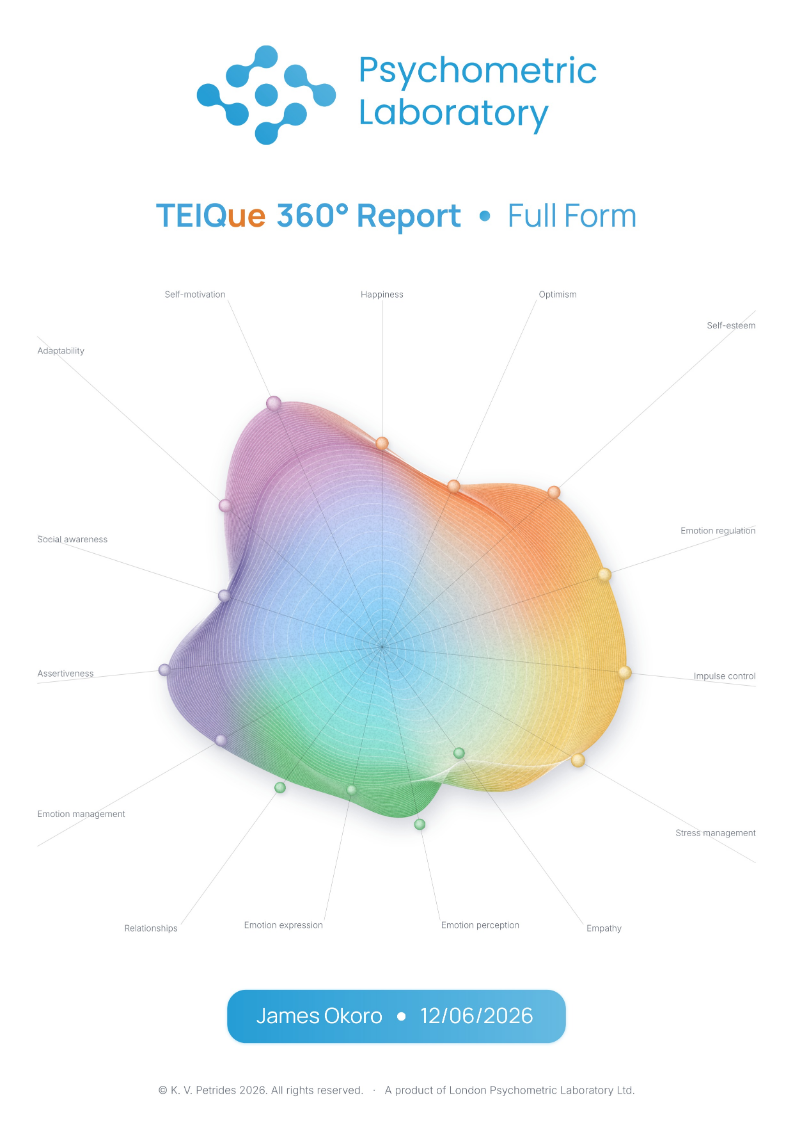 Psychometric
Laboratory
TEIQue 360° Report • Full Form
Self-motivation
Happiness
Optimism
Self-esteem
Adaptability
Emotion regulation
Social awareness
Assertiveness
Impulse control
Emotion management
Stress management
Relationships
Emotion expression
Emotion perception
Empathy
James Okoro • 12/06/2026
© K. V. Petrides 2026. All rights reserved. · A product of London Psychometric Laboratory Ltd.